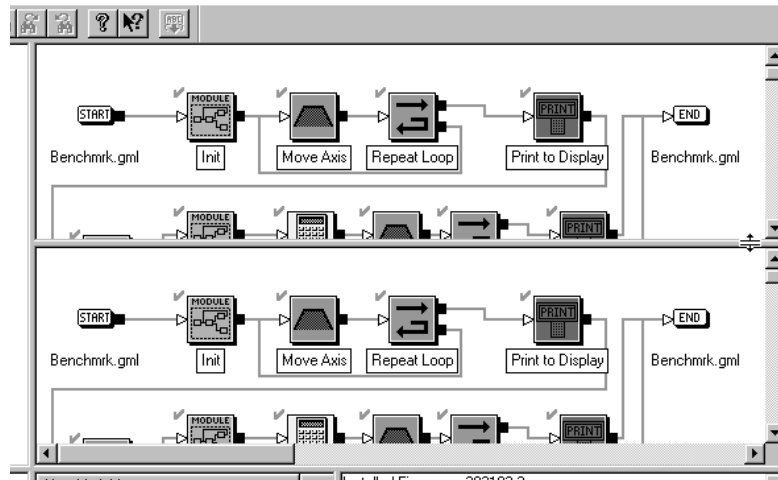 START
MODULE
PRINT
END
Benchmrk.gml
Init
Move Axis
Repeat Loop
Print to Display
Benchmrk.gml
MODULE
PRINT
START
MODULE
PRINT
END
Benchmrk.gml
Init
Move Axis
Repeat Loop
Print to Display
Benchmrk.gml
MODULE
PRINT